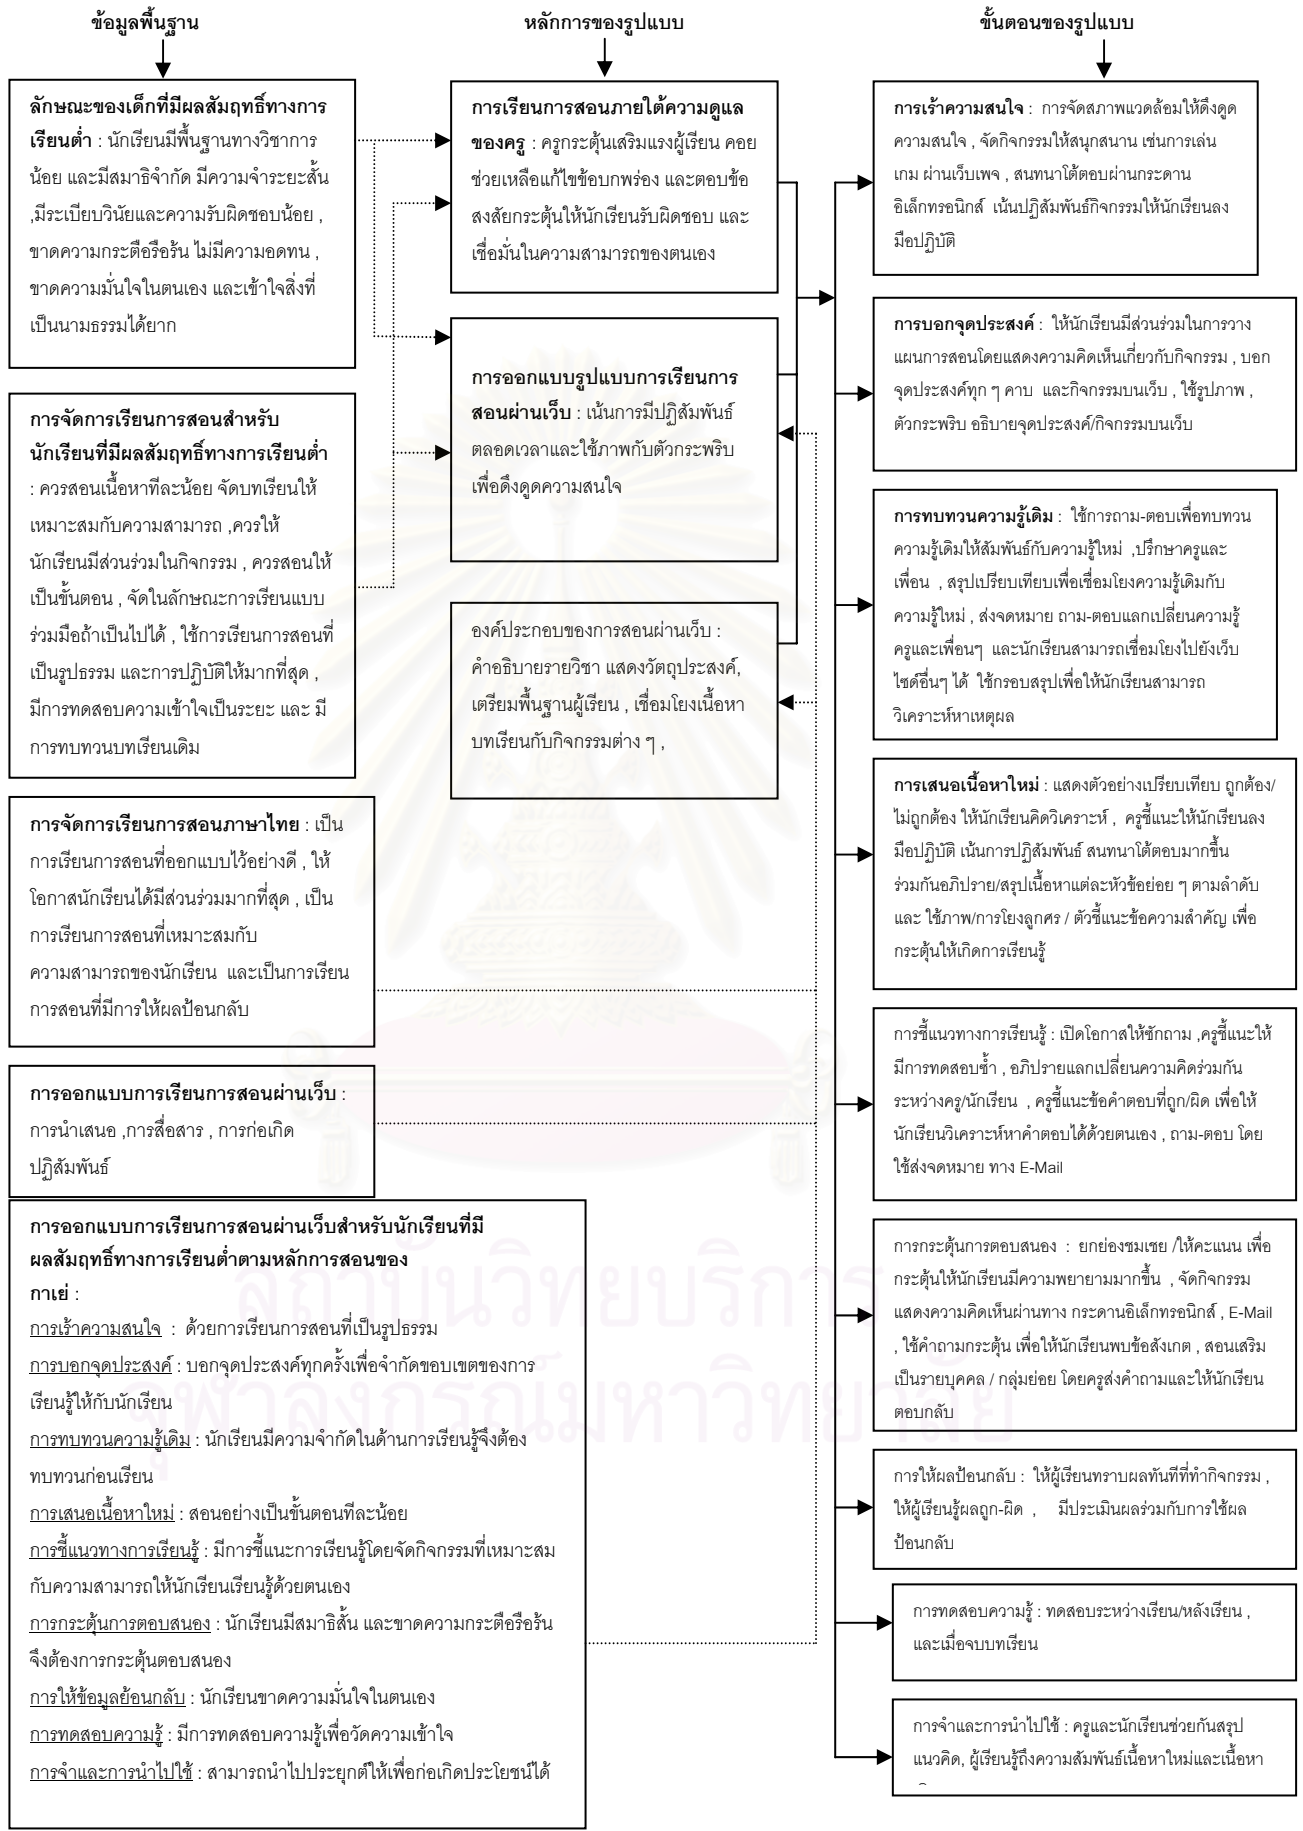 ข้อมูลพื้นฐาน
หลักการของรูปแบบ
ขั้นตอนของรูปแบบ
ลักษณะของเด็กที่มีผลสัมฤทธิ์ทางการ
เรียนต่ำ : นักเรียนมีพื้นฐานทางวิชาการ
น้อย และมีสมาธิจำกัด มีความจำระยะสั้น
,มีระเบียบวินัยและความรับผิดชอบน้อย ,
ขาดความกระตือรือร้น ไม่มีความอดทน ,
ขาดความมั่นใจในตนเอง และเข้าใจสิ่งที่
เป็นนามธรรมได้ยาก
การจัดการเรียนการสอนสำหรับ
นักเรียนที่มีผลสัมฤทธิ์ทางการเรียนต่ำ
: ควรสอนเนื้อหาทีละน้อย จัดบทเรียนให้
เหมาะสมกับความสามารถ ,ควรให้
นักเรียนมีส่วนร่วมในกิจกรรม , ควรสอนให้
เป็นขั้นตอน , จัดในลักษณะการเรียนแบบ
ร่วมมือถ้าเป็นไปได้ , ใช้การเรียนการสอนที่
เป็นรูปธรรม และการปฏิบัติให้มากที่สุด ,
มีการทดสอบความเข้าใจเป็นระยะ และ มี
การทบทวนบทเรียนเดิม
การจัดการเรียนการสอนภาษาไทย : เป็น
การเรียนการสอนที่ออกแบบไว้อย่างดี , ให้
โอกาสนักเรียนได้มีส่วนร่วมมากที่สุด , เป็น
การเรียนการสอนที่เหมาะสมกับ
ความสามารถของนักเรียน และเป็นการเรียน
การสอนที่มีการให้ผลป้อนกลับ
การออกแบบการเรียนการสอนผ่านเว็บ :
การนำเสนอ ,การสื่อสาร , การก่อเกิด
ปฏิสัมพันธ์
การออกแบบการเรียนการสอนผ่านเว็บสำหรับนักเรียนที่มี
ผลสัมฤทธิ์ทางการเรียนต่ำตามหลักการสอนของ
กาเย่ :
การเร้าความสนใจ : ด้วยการเรียนการสอนที่เป็นรูปธรรม
การบอกจุดประสงค์ : บอกจุดประสงค์ทุกครั้งเพื่อจำกัดขอบเขตของการ
เรียนรู้ให้กับนักเรียน
การทบทวนความรู้เดิม : นักเรียนมีความจำกัดในด้านการเรียนรู้จึงต้อง
ทบทวนก่อนเรียน
การเสนอเนื้อหาใหม่ : สอนอย่างเป็นขั้นตอนทีละน้อย
การชี้แนวทางการเรียนรู้ : มีการชี้แนะการเรียนรู้โดยจัดกิจกรรมที่เหมาะสม
กับความสามารถให้นักเรียนเรียนรู้ด้วยตนเอง
การกระตุ้นการตอบสนอง : นักเรียนมีสมาธิสั้น และขาดความกระตือรือร้น
จึงต้องการกระตุ้นตอบสนอง
การให้ข้อมูลย้อนกลับ : นักเรียนขาดความมั่นใจในตนเอง
การทดสอบความรู้ : มีการทดสอบความรู้เพื่อวัดความเข้าใจ
การจำและการนำไปใช้ : สามารถนำไปประยุกต์ให้เพื่อก่อเกิดประโยชน์ได้
การเรียนการสอนภายใต้ความดูแล
ของครู : ครูกระตุ้นเสริมแรงผู้เรียน คอย
ช่วยเหลือแก้ไขข้อบกพร่อง และตอบข้อ
สงสัยกระตุ้นให้นักเรียนรับผิดชอบ และ
เชื่อมั่นในความสามารถของตนเอง
การออกแบบรูปแบบการเรียนการ
สอนผ่านเว็บ : เน้นการมีปฏิสัมพันธ์
ตลอดเวลาและใช้ภาพกับตัวกระพริบ
เพื่อดึงดูดความสนใจ
องค์ประกอบของการสอนผ่านเว็บ :
คำอธิบายรายวิชา แสดงวัตถุประสงค์,
เตรียมพื้นฐานผู้เรียน , เชื่อมโยงเนื้อหา
บทเรียนกับกิจกรรมต่าง ๆ ,
การเร้าความสนใจ : การจัดสภาพแวดล้อมให้ดึงดูด
ความสนใจ , จัดกิจกรรมให้สนุกสนาน เช่นการเล่น
เกม ผ่านเว็บเพจ , สนทนาโต้ตอบผ่านกระดาน
อิเล็กทรอนิกส์ เน้นปฏิสัมพันธ์กิจกรรมให้นักเรียนลง
มือปฏิบัติ
การบอกจุดประสงค์ : ให้นักเรียนมีส่วนร่วมในการวาง
แผนการสอนโดยแสดงความคิดเห็นเกี่ยวกับกิจกรรม , บอก
จุดประสงค์ทุก ๆ คาบ และกิจกรรมบนเว็บ , ใช้รูปภาพ ,
ตัวกระพริบ อธิบายจุดประสงค์/กิจกรรมบนเว็บ
การทบทวนความรู้เดิม : ใช้การถาม-ตอบเพื่อทบทวน
ความรู้เดิมให้สัมพันธ์กับความรู้ใหม่ ,ปรึกษาครูและ
เพื่อน , สรุปเปรียบเทียบเพื่อเชื่อมโยงความรู้เดิมกับ
ความรู้ใหม่ , ส่งจดหมาย ถาม-ตอบแลกเปลี่ยนความรู้
ครูและเพื่อนๆ และนักเรียนสามารถเชื่อมโยงไปยังเว็บ
ไซด์อื่นๆ ได้ ใช้กรอบสรุปเพื่อให้นักเรียนสามารถ
วิเคราะห์หาเหตุผล
การเสนอเนื้อหาใหม่ : แสดงตัวอย่างเปรียบเทียบ ถูกต้อง/
ไม่ถูกต้อง ให้นักเรียนคิดวิเคราะห์ , ครูชี้แนะให้นักเรียนลง
มือปฏิบัติ เน้นการปฏิสัมพันธ์ สนทนาโต้ตอบมากขึ้น
ร่วมกันอภิปราย/สรุปเนื้อหาแต่ละหัวข้อย่อย ๆ ตามลำดับ
และ ใช้ภาพ/การโยงลูกศร / ตัวชี้แนะข้อความสำคัญ เพื่อ
กระตุ้นให้เกิดการเรียนรู้
การชี้แนวทางการเรียนรู้ : เปิดโอกาสให้ซักถาม ,ครูชี้แนะให้
มีการทดสอบซ้ำ , อภิปรายแลกเปลี่ยนความคิดร่วมกัน
ระหว่างครู/นักเรียน , ครูชี้แนะข้อคำตอบที่ถูก/ผิด เพื่อให้
นักเรียนวิเคราะห์หาคำตอบได้ด้วยตนเอง , ถาม-ตอบ โดย
ใช้ส่งจดหมาย ทาง E-Mail
การกระตุ้นการตอบสนอง : ยกย่องชมเชย /ให้คะแนน เพื่อ
กระตุ้นให้นักเรียนมีความพยายามมากขึ้น , จัดกิจกรรม
แสดงความคิดเห็นผ่านทาง กระดานอิเล็กทรอนิกส์ , E-Mail
, ใช้คำถามกระตุ้น เพื่อให้นักเรียนพบข้อสังเกต , สอนเสริม
เป็นรายบุคคล / กลุ่มย่อย โดยครูส่งคำถามและให้นักเรียน
ตอบกลับ
การให้ผลป้อนกลับ : ให้ผู้เรียนทราบผลทันทีที่ทำกิจกรรม ,
ให้ผู้เรียนรู้ผลถูก-ผิด , มีประเมินผลร่วมกับการใช้ผล
ป้อนกลับ
การทดสอบความรู้ : ทดสอบระหว่างเรียน/หลังเรียน ,
และเมื่อจบบทเรียน
การจำและการนำไปใช้ : ครูและนักเรียนช่วยกันสรุป
แนวคิด, ผู้เรียนรู้ถึงความสัมพันธ์เนื้อหาใหม่และเนื้อหา
สถาบันวิทยบริการ
จุฬาลงกรณ์มหาวิทยาลัย